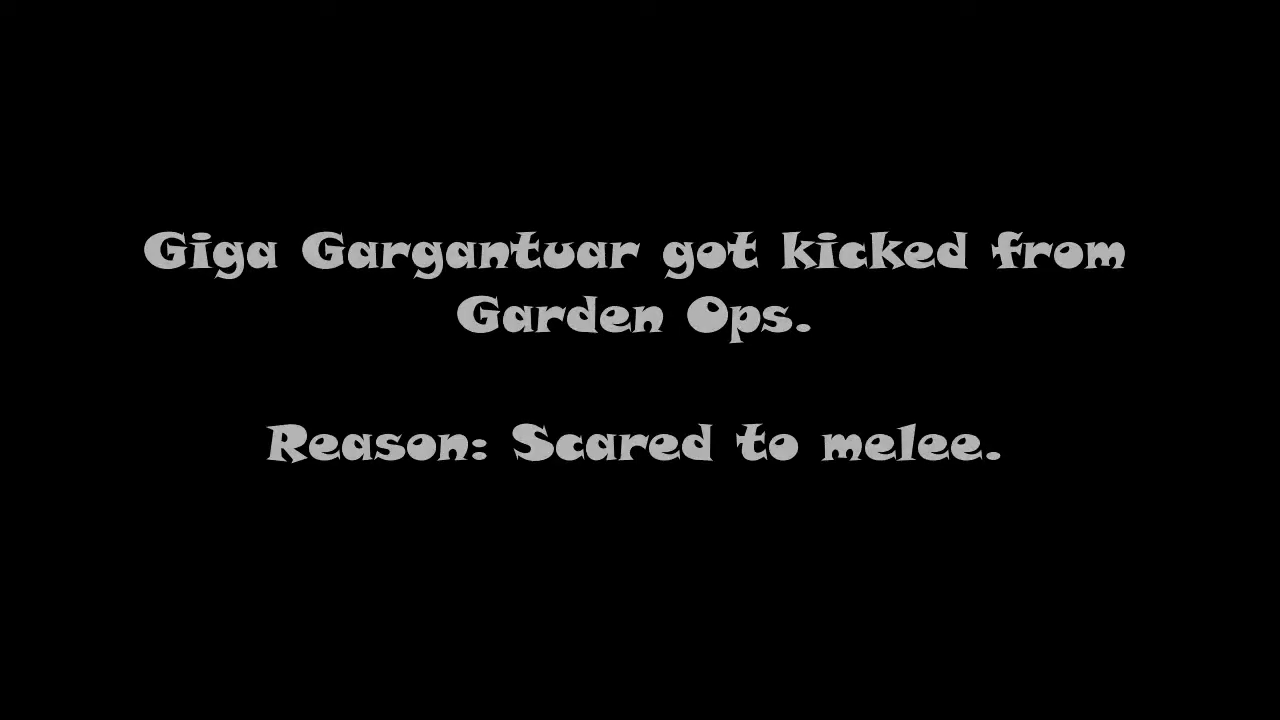 Giga Gargantuar got kicked from
Garden Ops.
Reason: Scared to melee.